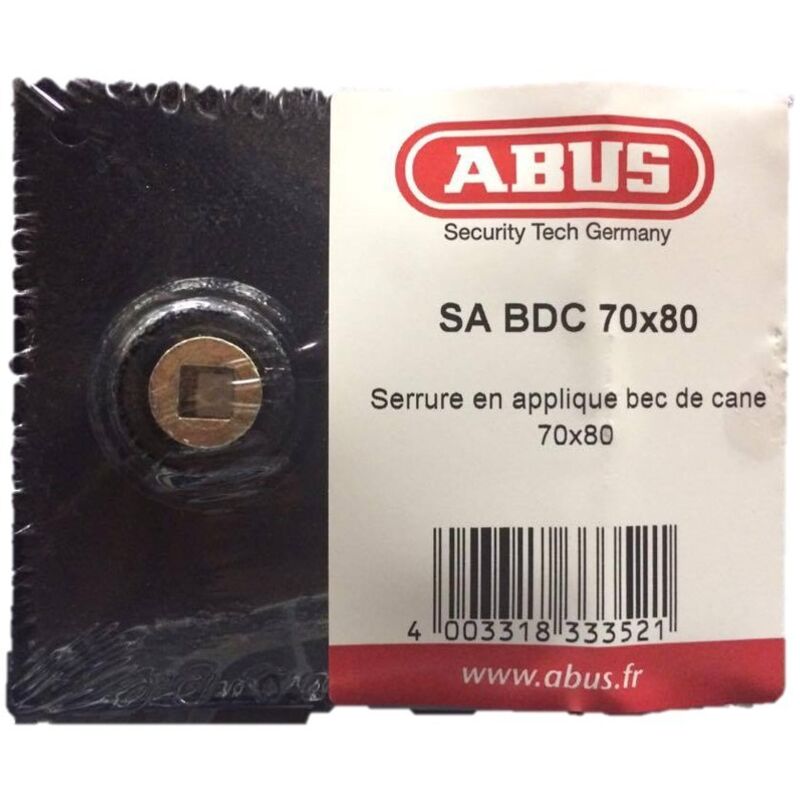 ABUS
Security Tech Germany
SA BDC 70x80
Serrure en applique bec de cane
70x80
4 003318 333521
www.abus.fr